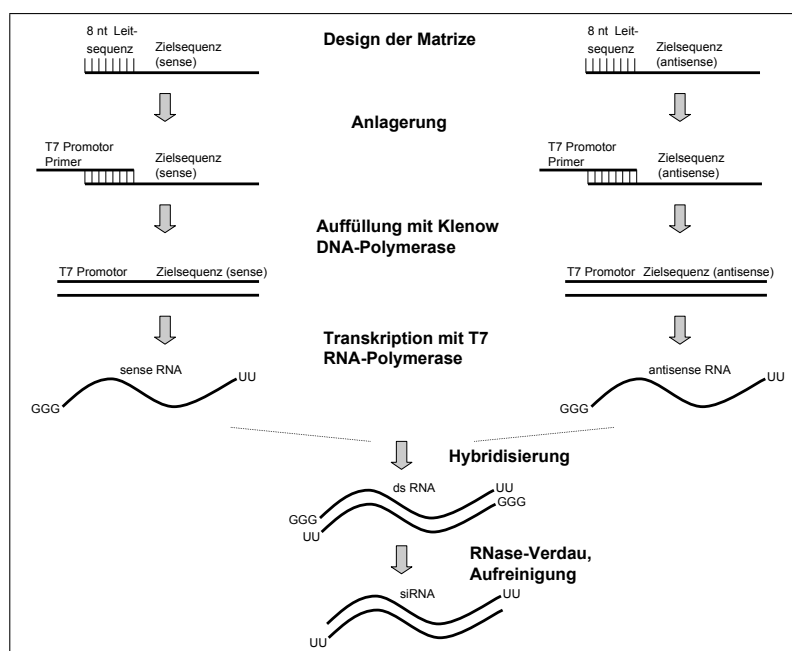 8 nt Leit-
sequenz
Zielsequenz
(sense)
Design der Matrize
8 nt Leit-
sequenz
Zielsequenz
(antisense)
Anlagerung
T7 Promotor
Primer
Zielsequenz
(sense)
T7 Promotor
Primer
Zielsequenz
(antisense)
Auffüllung mit Klenow
DNA-Polymerase
T7 Promotor
Zielsequenz (sense)
T7 Promotor
Zielsequenz (antisense)
Transkription mit T7
RNA-Polymerase
sense RNA
UU
GGG
antisense RNA
UU
GGG
Hybridisierung
ds RNA
UU
GGG
GGG
UU
RNase-Verdau,
Aufreinigung
siRNA
UU
UU